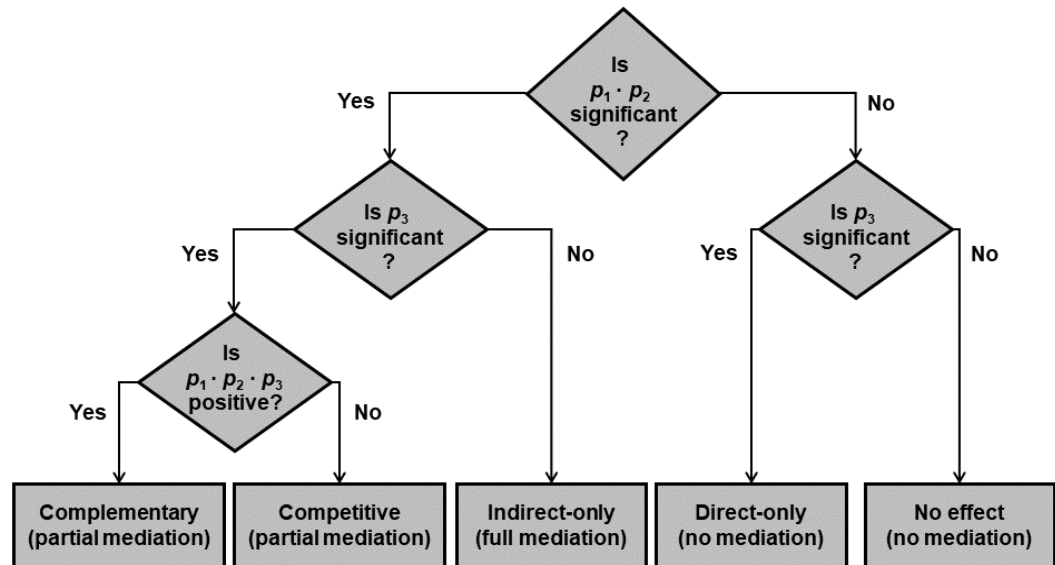 Is
p₁ · p₂
significant
?
Yes
No
Is p₃
significant
?
Yes
No
Is p₃
significant
?
Yes
No
Is
p₁ · p₂ · p₃
positive?
Yes
No
Complementary
(partial mediation)
Competitive
(partial mediation)
Indirect-only
(full mediation)
Direct-only
(no mediation)
No effect
(no mediation)